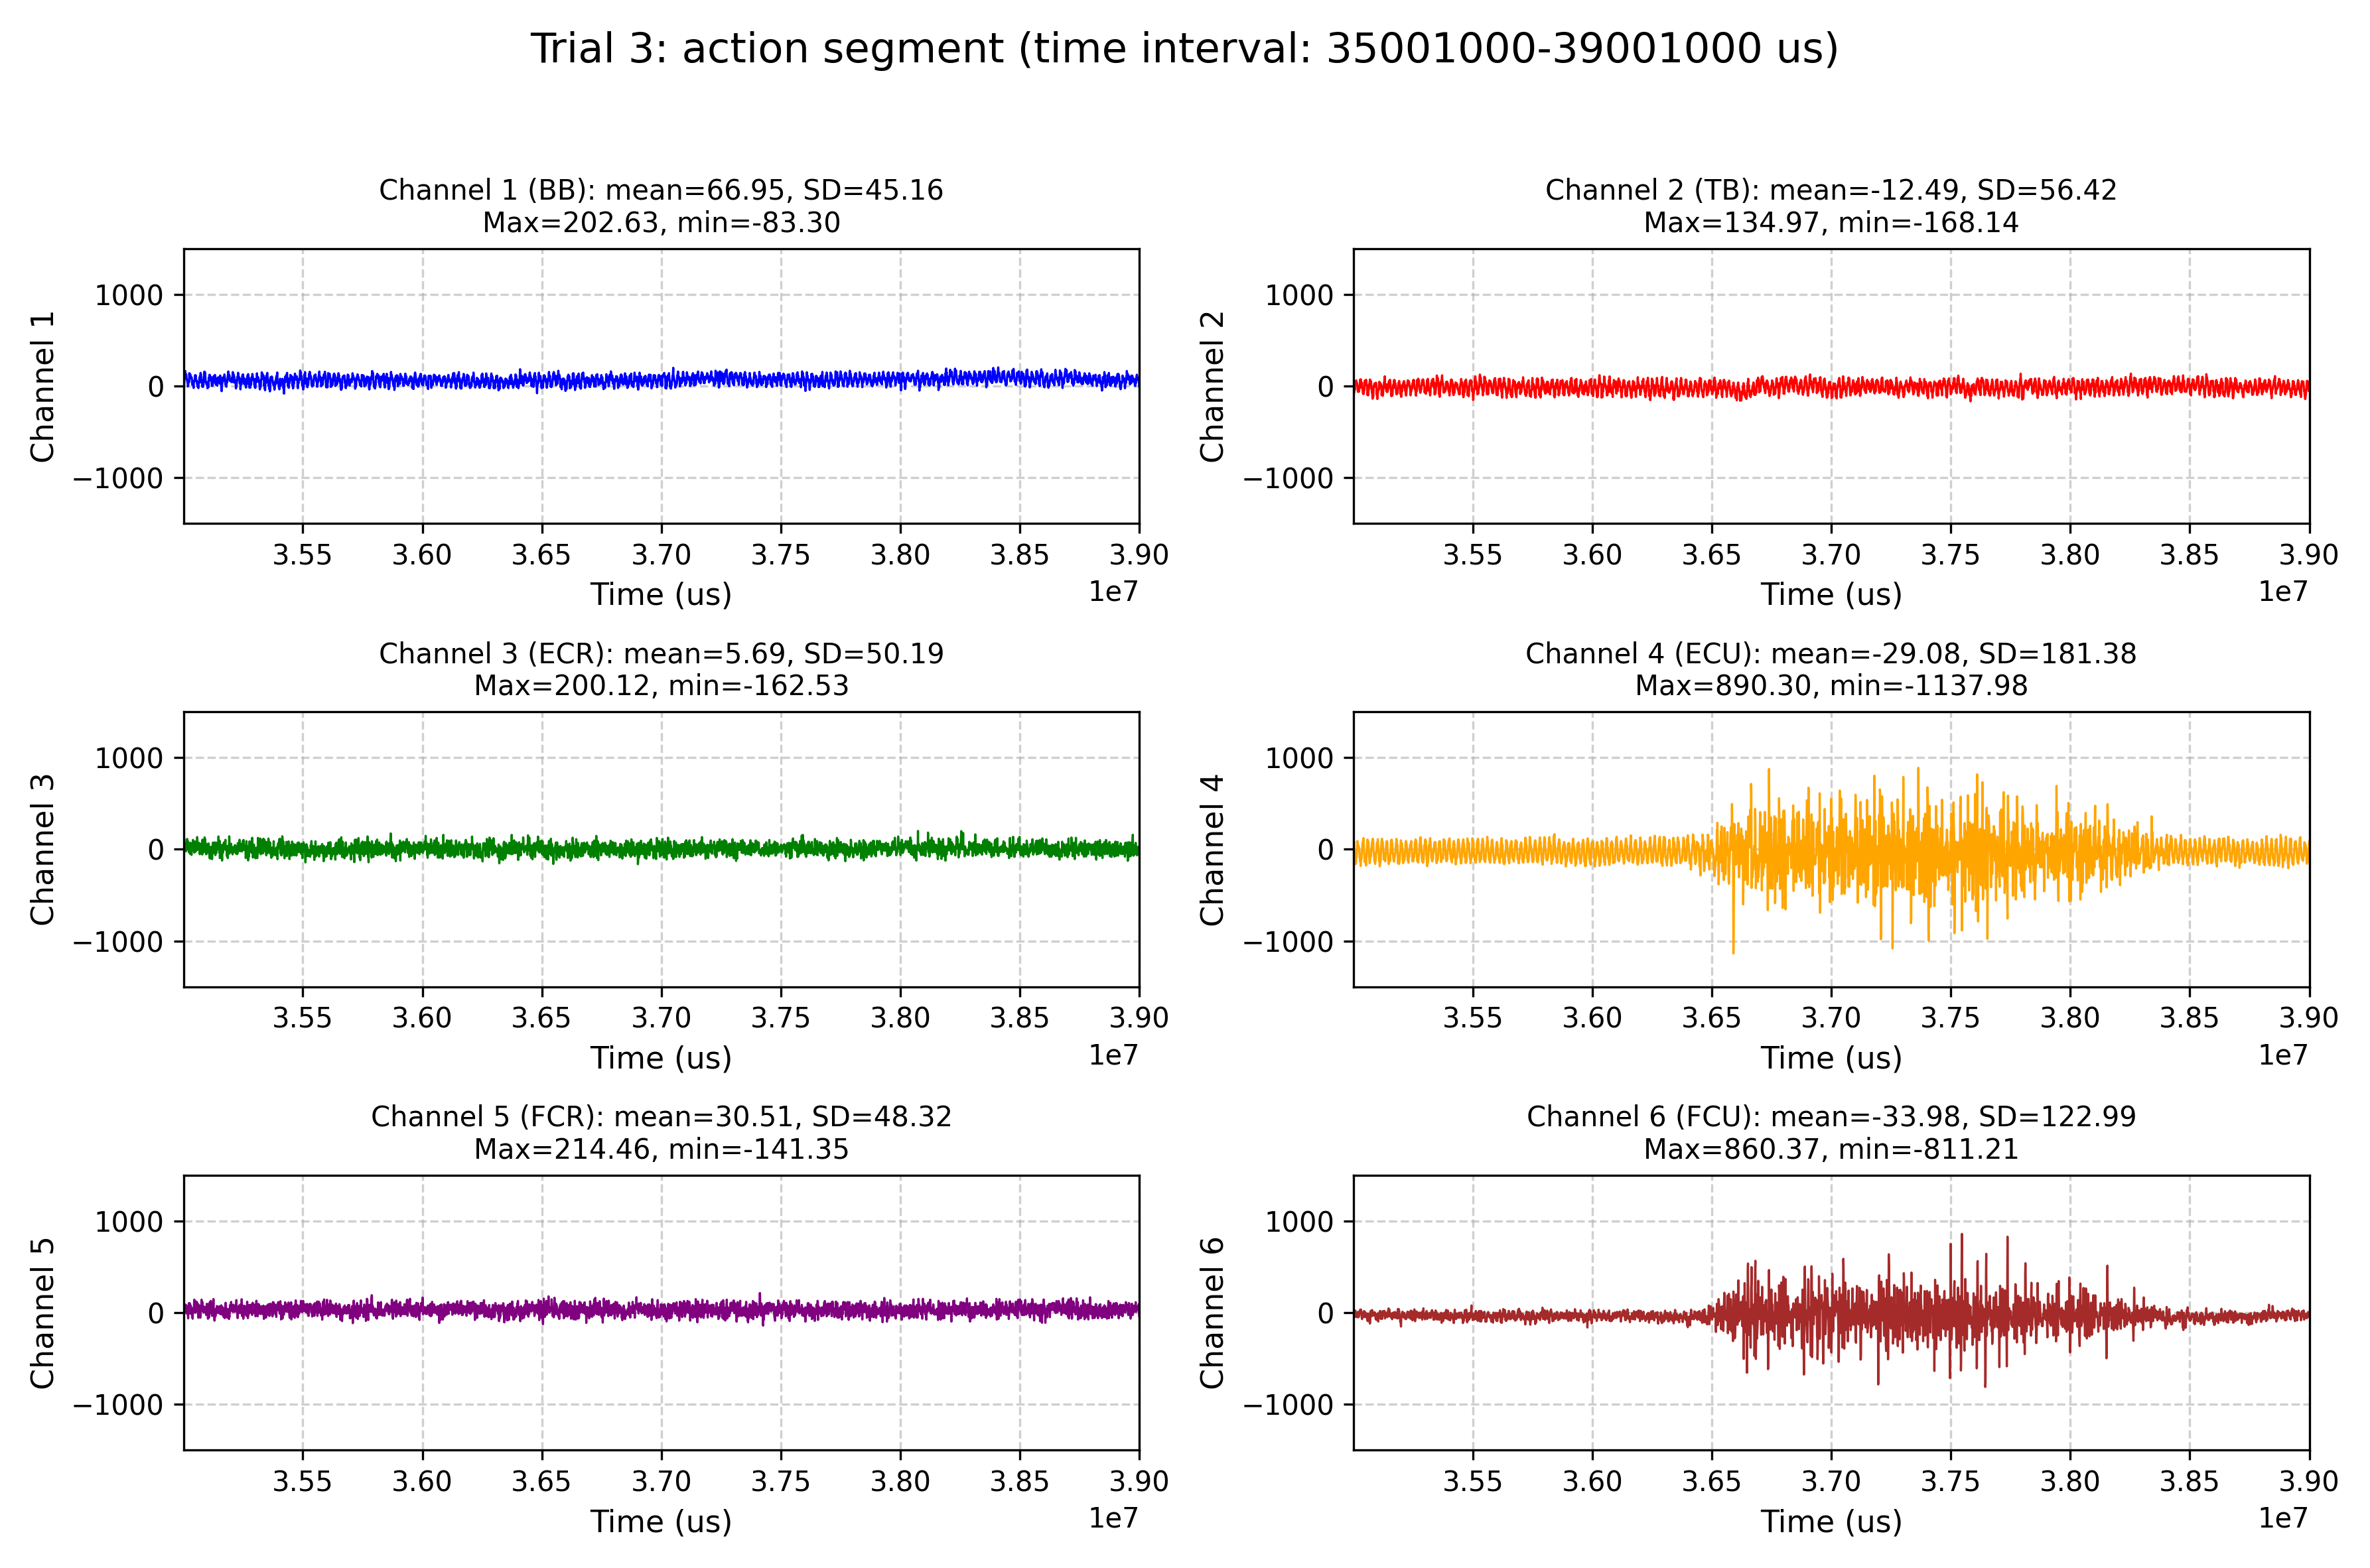 Trial 3: action segment (time interval: 35001000-39001000 us)
Channel 1 (BB): mean=66.95, SD=45.16
Max=202.63, min=-83.30
Channel 1
1000
0
−1000
3.55 3.60 3.65 3.70 3.75 3.80 3.85 3.90
Time (us)
1e7
Channel 2 (TB): mean=-12.49, SD=56.42
Max=134.97, min=-168.14
Channel 2
1000
0
−1000
3.55 3.60 3.65 3.70 3.75 3.80 3.85 3.90
Time (us)
1e7
Channel 3 (ECR): mean=5.69, SD=50.19
Max=200.12, min=-162.53
Channel 3
1000
0
−1000
3.55 3.60 3.65 3.70 3.75 3.80 3.85 3.90
Time (us)
1e7
Channel 4 (ECU): mean=-29.08, SD=181.38
Max=890.30, min=-1137.98
Channel 4
1000
0
−1000
3.55 3.60 3.65 3.70 3.75 3.80 3.85 3.90
Time (us)
1e7
Channel 5 (FCR): mean=30.51, SD=48.32
Max=214.46, min=-141.35
Channel 5
1000
0
−1000
3.55 3.60 3.65 3.70 3.75 3.80 3.85 3.90
Time (us)
1e7
Channel 6 (FCU): mean=-33.98, SD=122.99
Max=860.37, min=-811.21
Channel 6
1000
0
−1000
3.55 3.60 3.65 3.70 3.75 3.80 3.85 3.90
Time (us)
1e7